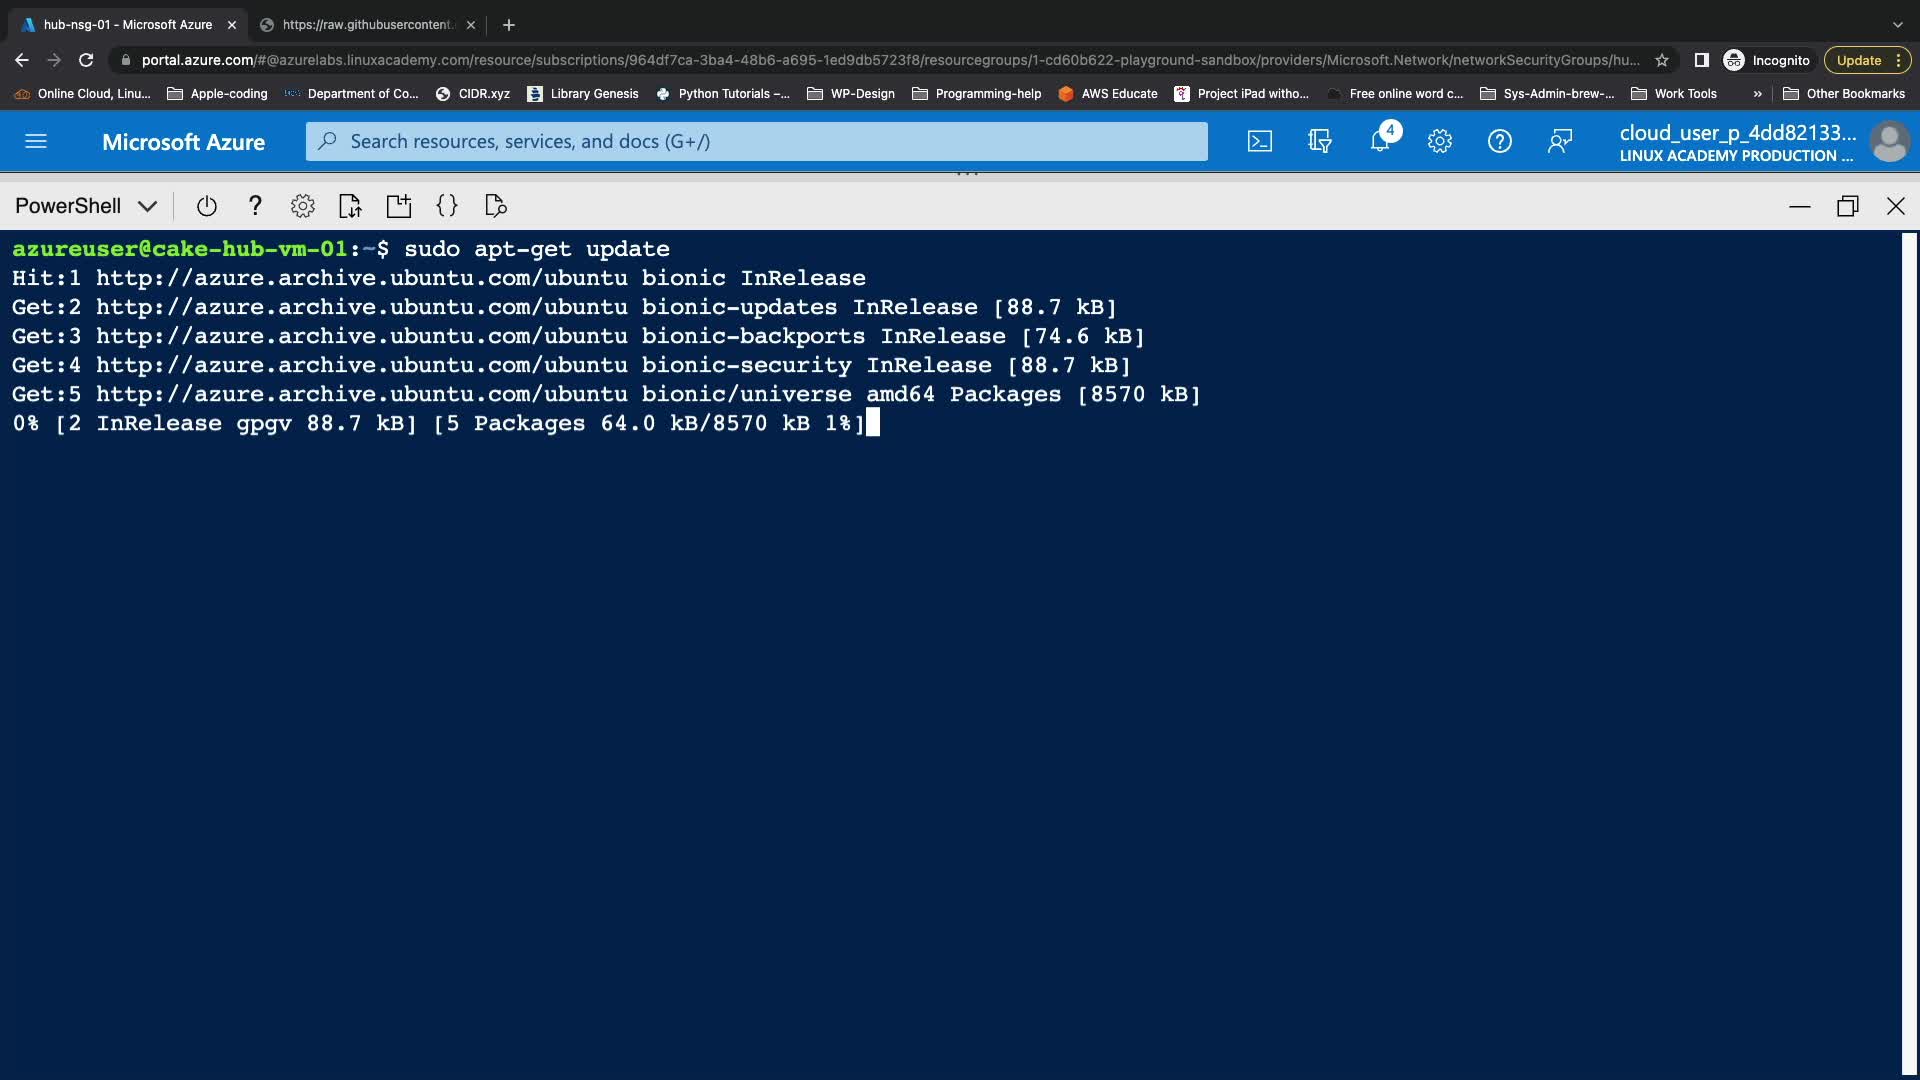 hub-nsg-01 - Microsoft Azure
https://raw.githubusercontent.
portal.azure.com/#@azurelabs.linuxacademy.com/resource/subscriptions/964df7ca-3ba4-48b6-a695-1ed9db5723f8/resourcegroups/1-cd60b622-playground-sandbox/providers/Microsoft.Network/networkSecurityGroups/hu...
Incognito
Update
Online Cloud, Linu...
Apple-coding
Department of Co...
CIDR.xyz
Library Genesis
Python Tutorials –...
WP-Design
Programming-help
AWS Educate
Project iPad witho...
Free online word c...
Sys-Admin-brew-...
Work Tools
»
Other Bookmarks
Microsoft Azure
Search resources, services, and docs (G+/)
4
cloud_user_p_4dd82133...
LINUX ACADEMY PRODUCTION ...
PowerShell
?
{}
azureuser@cake-hub-vm-01:~$ sudo apt-get update
Hit:1 http://azure.archive.ubuntu.com/ubuntu bionic InRelease
Get:2 http://azure.archive.ubuntu.com/ubuntu bionic-updates InRelease [88.7 kB]
Get:3 http://azure.archive.ubuntu.com/ubuntu bionic-backports InRelease [74.6 kB]
Get:4 http://azure.archive.ubuntu.com/ubuntu bionic-security InRelease [88.7 kB]
Get:5 http://azure.archive.ubuntu.com/ubuntu bionic/universe amd64 Packages [8570 kB]
0% [2 InRelease gpgv 88.7 kB] [5 Packages 64.0 kB/8570 kB 1%]